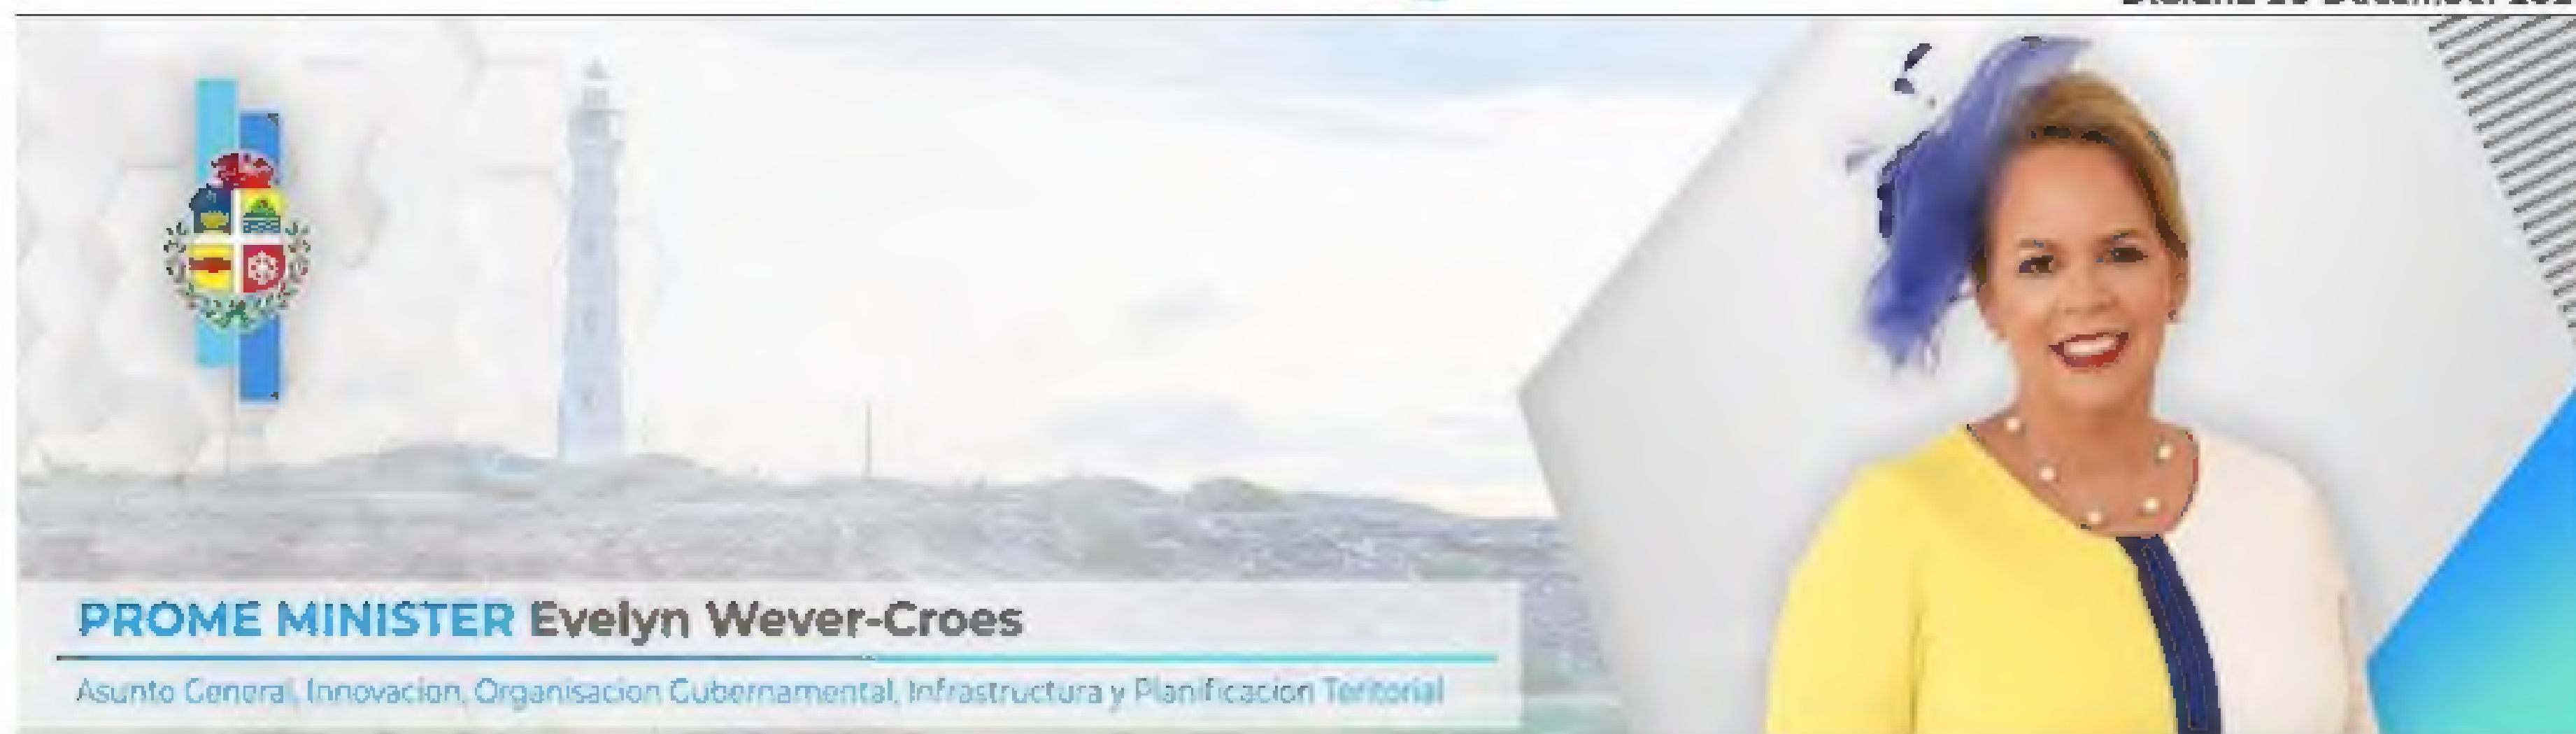 PROME MINISTER Evelyn Wever-Croes
Asunto General, Innovacion, Organisacion Gubernamental, Infrastructura y Planificacion Teritorial